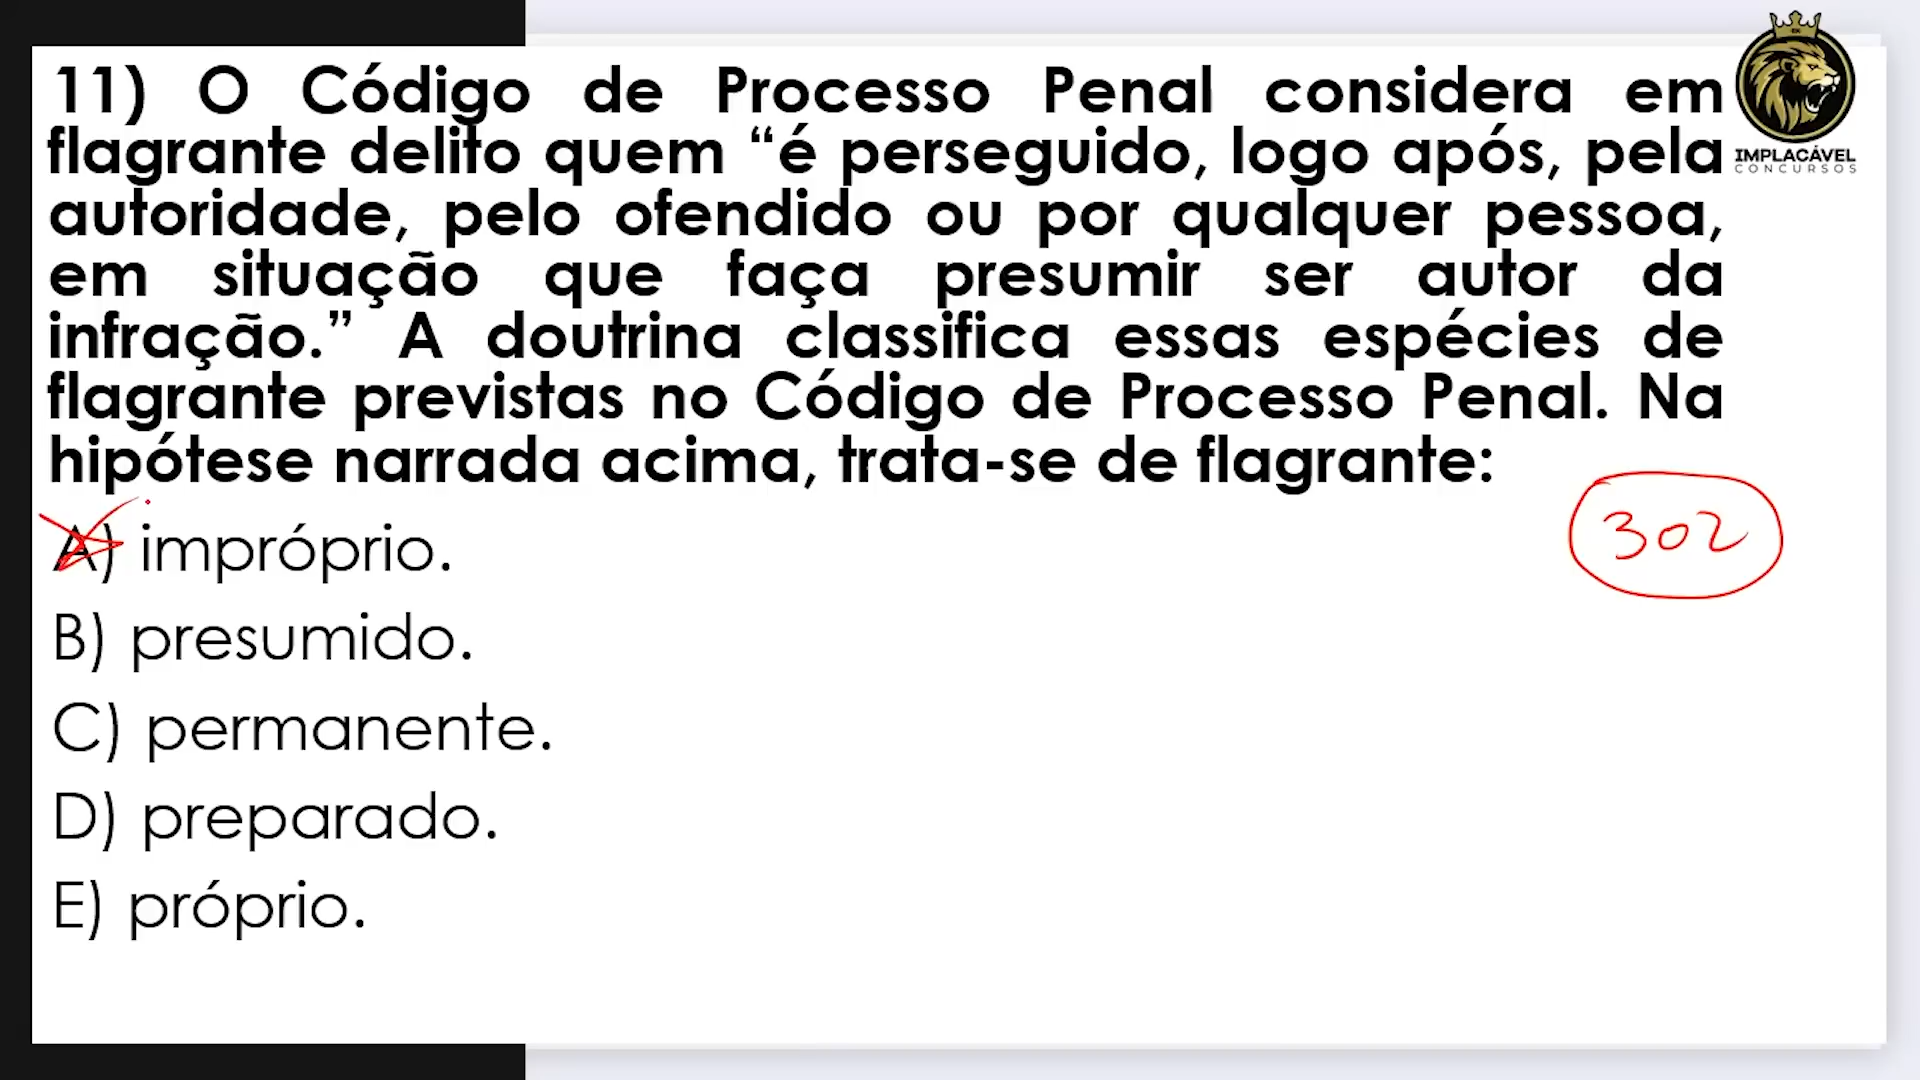 11) O Código de Processo Penal considera em
flagrante delito quem “é perseguido, logo após, pela
autoridade, pelo ofendido ou por qualquer pessoa,
em situação que faça presumir ser autor da
infração.” A doutrina classifica essas espécies de
flagrante previstas no Código de Processo Penal. Na
hipótese narrada acima, trata-se de flagrante:
A) impróprio.
B) presumido.
C) permanente.
D) preparado.
E) próprio.
302
IMPLACÁVEL
CONCURSOS